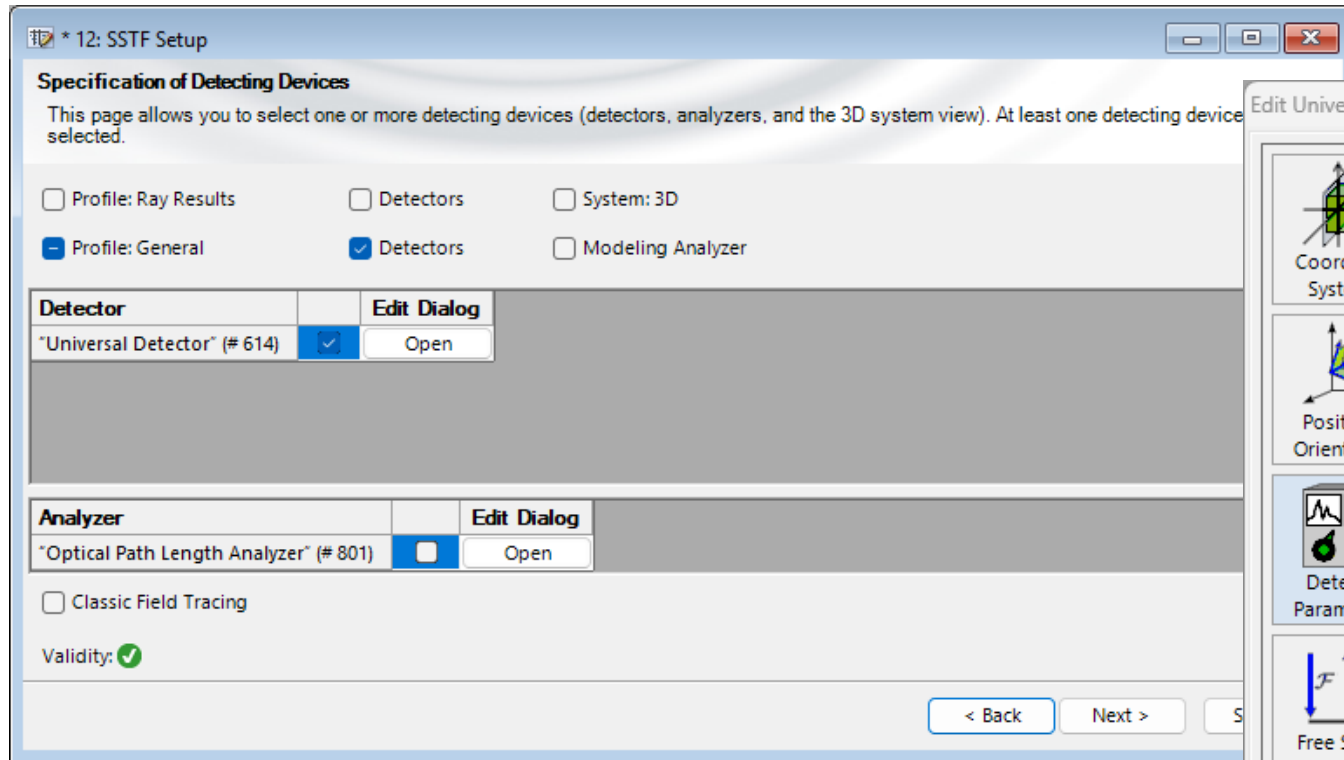 * 12: SSTF Setup
Specification of Detecting Devices
This page allows you to select one or more detecting devices (detectors, analyzers, and the 3D system view). At least one detecting device
selected.
Profile: Ray Results Detectors System: 3D
Profile: General Detectors Modeling Analyzer
Detector Edit Dialog
"Universal Detector" (# 614) Open
Analyzer Edit Dialog
"Optical Path Length Analyzer" (# 801) Open
Classic Field Tracing
Validity:
< Back Next > S
Edit Unive
Coord
Syst
Posit
Orient
Dete
Param
Free S